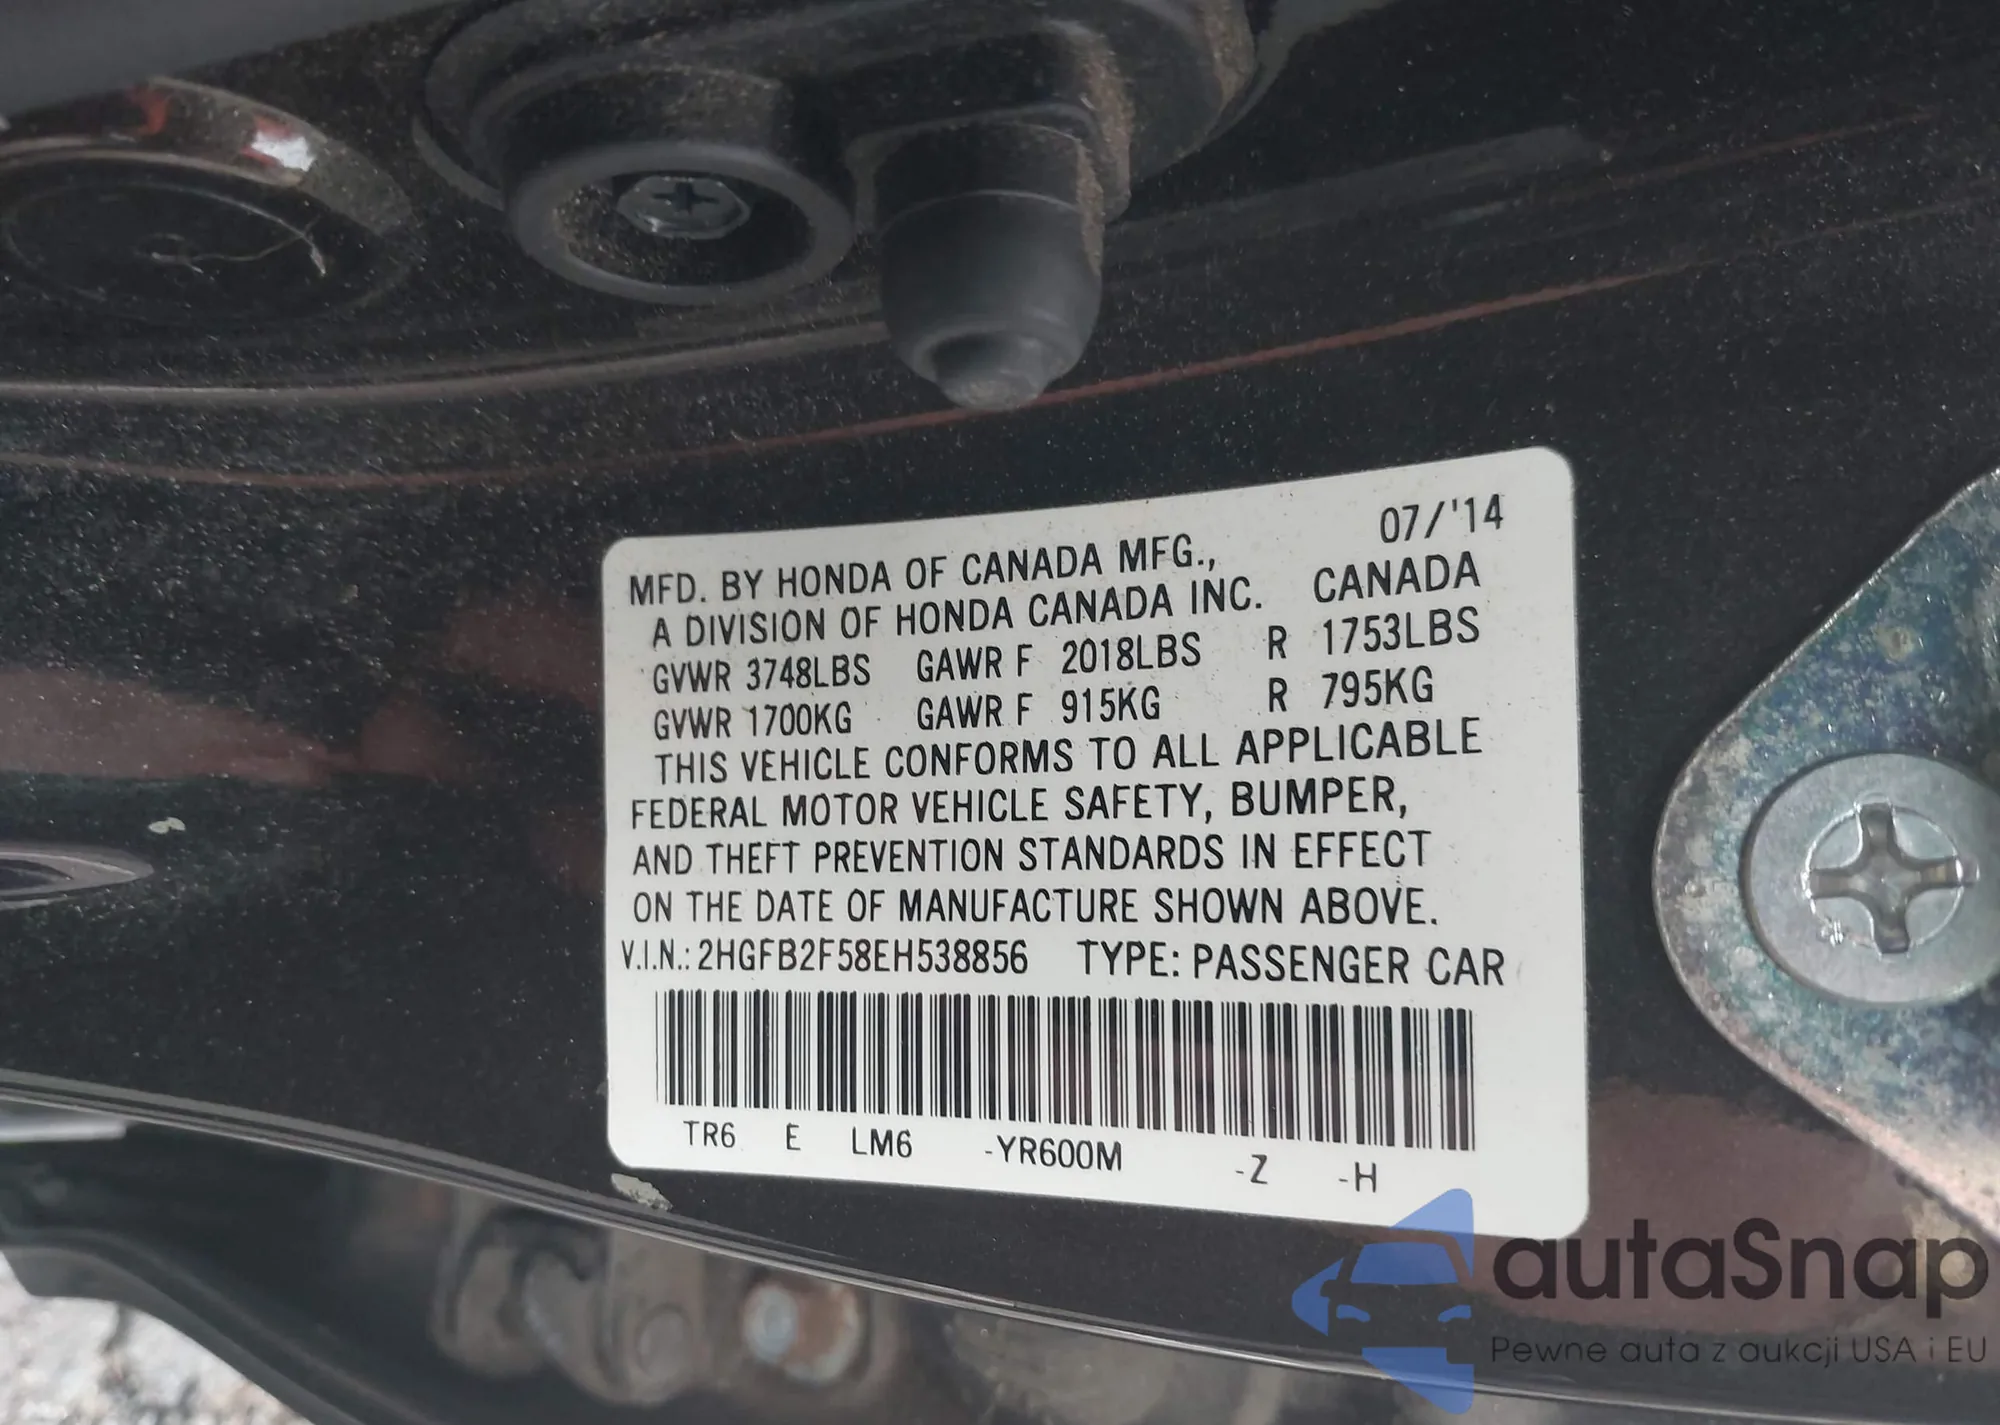 07/'14
MFD. BY HONDA OF CANADA MFG.,
A DIVISION OF HONDA CANADA INC. CANADA
GVWR 3748LBS GAWR F 2018LBS R 1753LBS
GVWR 1700KG GAWR F 915KG R 795KG
THIS VEHICLE CONFORMS TO ALL APPLICABLE
FEDERAL MOTOR VEHICLE SAFETY, BUMPER,
AND THEFT PREVENTION STANDARDS IN EFFECT
ON THE DATE OF MANUFACTURE SHOWN ABOVE.
V.I.N.: 2HGFB2F58EH538856 TYPE: PASSENGER CAR
TR6 E LM6 -YR600M -Z -H
autaSnap
Pewne auta z aukcji USA i EU